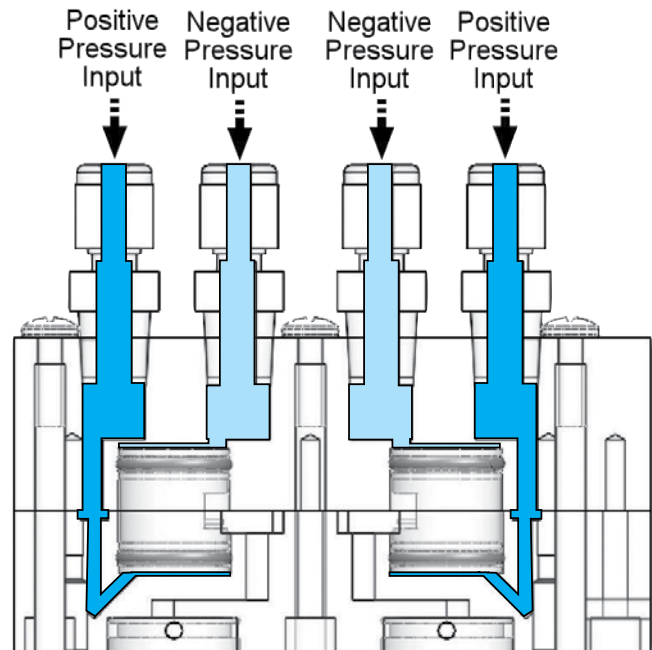 Positive
Pressure
Input
Negative
Pressure
Input
Negative
Pressure
Input
Positive
Pressure
Input